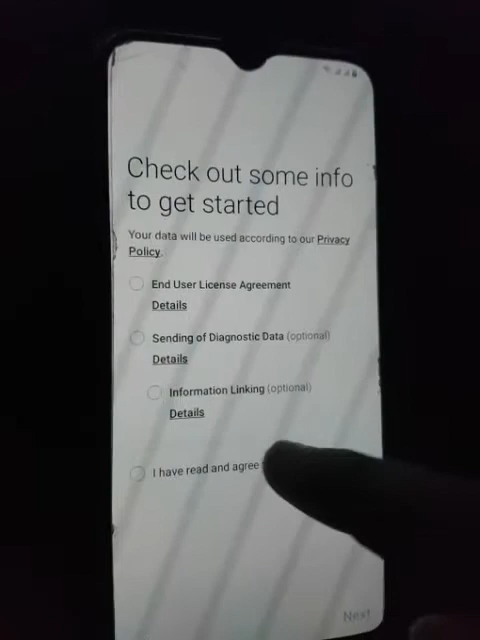 Check out some info
to get started
Your data will be used according to our Privacy
Policy.
End User License Agreement
Details
Sending of Diagnostic Data (optional)
Details
Information Linking (optional)
Details
I have read and agree
Next